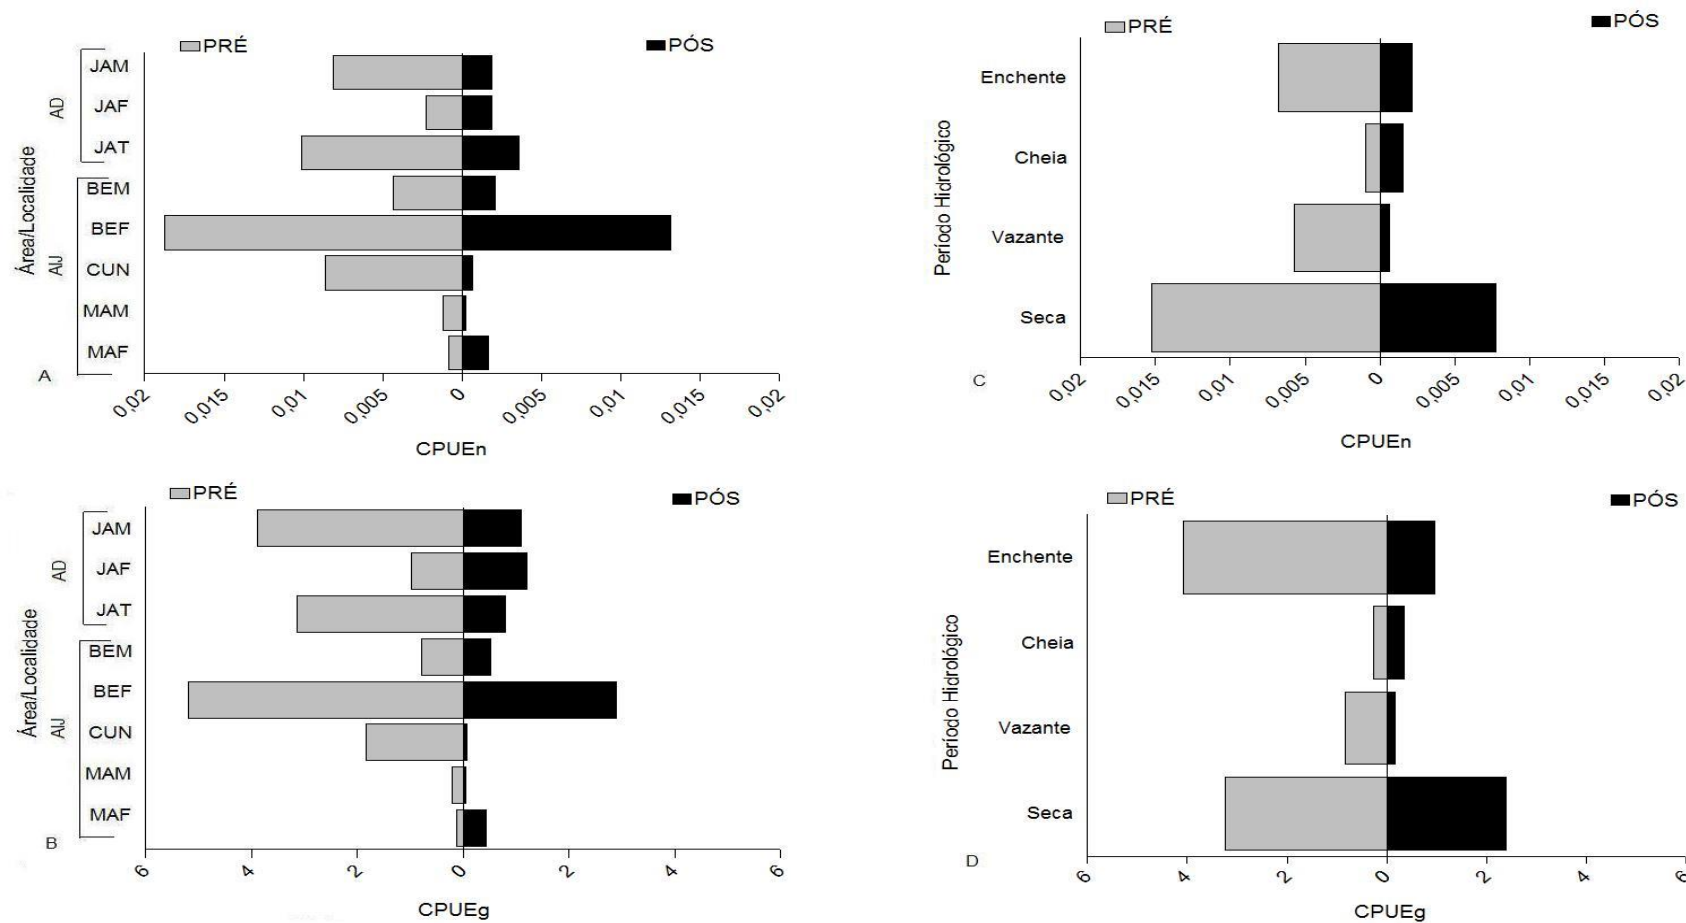 PRÉ PÓS
Área/Localidade
AD
AIJ
JAM
JAF
JAT
BEM
BEF
CUN
MAM
MAF
A
0,02 0,015 0,01 0,005 0 0,005 0,01 0,015 0,02
CPUEn
PRÉ PÓS
Período Hidrológico
Enchente
Cheia
Vazante
Seca
C
0,02 0,015 0,01 0,005 0 0,005 0,01 0,015 0,02
CPUEn
PRÉ PÓS
Área/Localidade
AD
AIJ
JAM
JAF
JAT
BEM
BEF
CUN
MAM
MAF
B
6 4 2 0 2 4 6
CPUEg
PRÉ PÓS
Período Hidrológico
Enchente
Cheia
Vazante
Seca
D
6 4 2 0 2 4 6
CPUEg